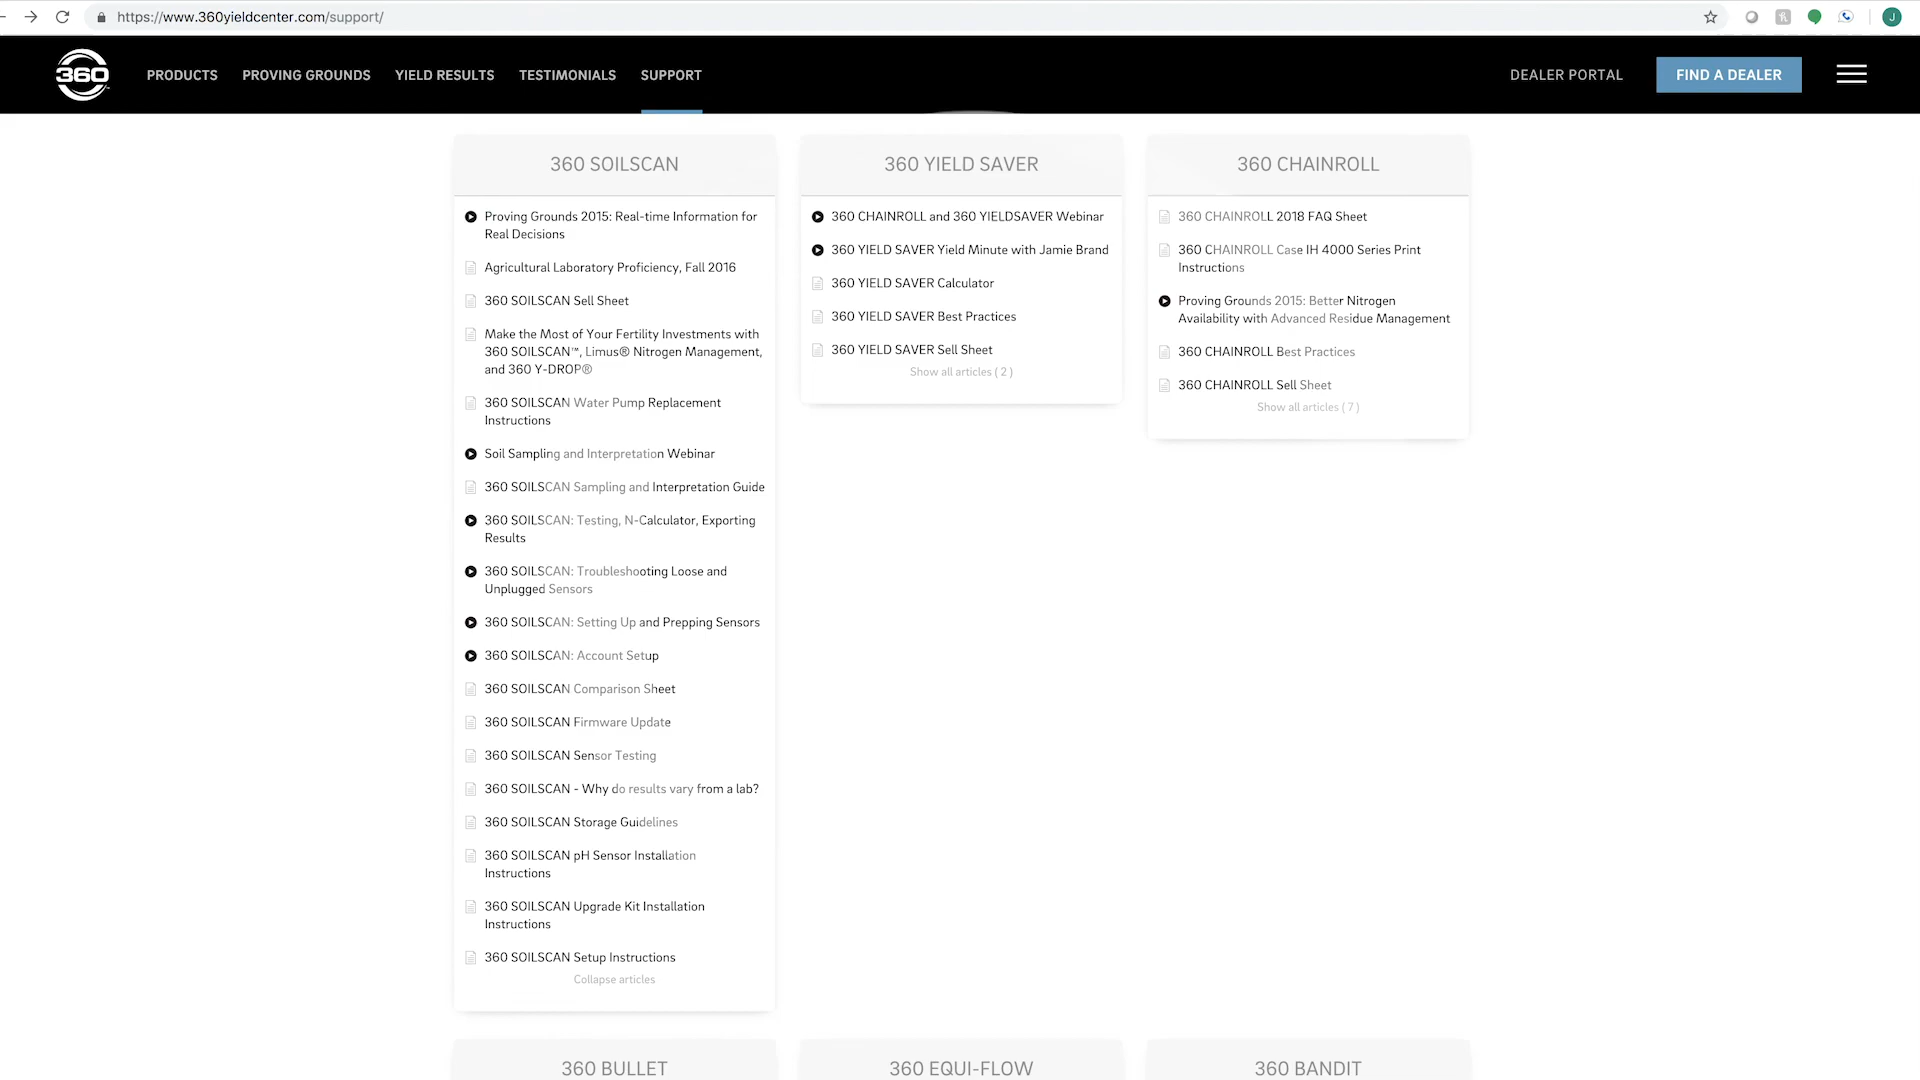 https://www.360yieldcenter.com/support/
J
360
PRODUCTS
PROVING GROUNDS
YIELD RESULTS
TESTIMONIALS
SUPPORT
DEALER PORTAL
FIND A DEALER
360 SOILSCAN
Proving Grounds 2015: Real-time Information for
Real Decisions
Agricultural Laboratory Proficiency, Fall 2016
360 SOILSCAN Sell Sheet
Make the Most of Your Fertility Investments with
360 SOILSCAN™, Limus® Nitrogen Management,
and 360 Y-DROP®
360 SOILSCAN Water Pump Replacement
Instructions
Soil Sampling and Interpretation Webinar
360 SOILSCAN Sampling and Interpretation Guide
360 SOILSCAN: Testing, N-Calculator, Exporting
Results
360 SOILSCAN: Troubleshooting Loose and
Unplugged Sensors
360 SOILSCAN: Setting Up and Prepping Sensors
360 SOILSCAN: Account Setup
360 SOILSCAN Comparison Sheet
360 SOILSCAN Firmware Update
360 SOILSCAN Sensor Testing
360 SOILSCAN - Why do results vary from a lab?
360 SOILSCAN Storage Guidelines
360 SOILSCAN pH Sensor Installation
Instructions
360 SOILSCAN Upgrade Kit Installation
Instructions
360 SOILSCAN Setup Instructions
Collapse articles
360 YIELD SAVER
360 CHAINROLL and 360 YIELDSAVER Webinar
360 YIELD SAVER Yield Minute with Jamie Brand
360 YIELD SAVER Calculator
360 YIELD SAVER Best Practices
360 YIELD SAVER Sell Sheet
Show all articles ( 2 )
360 CHAINROLL
360 CHAINROLL 2018 FAQ Sheet
360 CHAINROLL Case IH 4000 Series Print
Instructions
Proving Grounds 2015: Better Nitrogen
Availability with Advanced Residue Management
360 CHAINROLL Best Practices
360 CHAINROLL Sell Sheet
Show all articles ( 7 )
360 BULLET
360 EQUI-FLOW
360 BANDIT